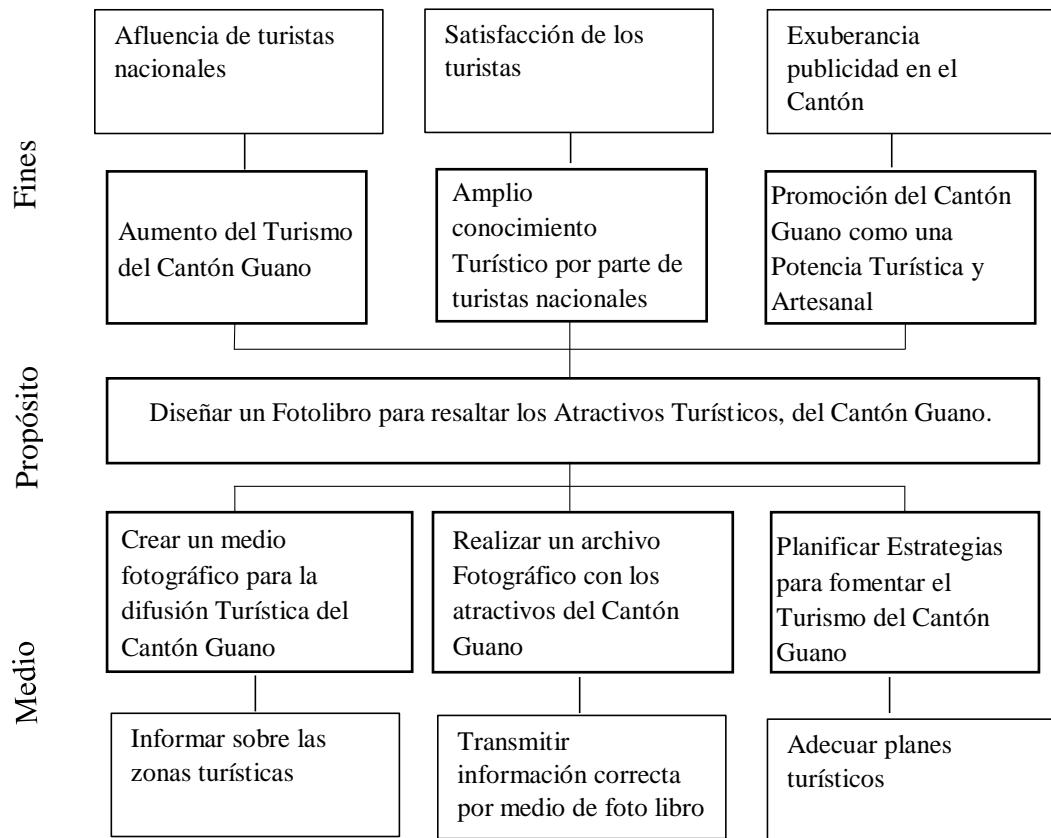 Fines
Afluencia de turistas
nacionales
Satisfacción de los
turistas
Exuberancia
publicidad en el
Cantón
Aumento del Turismo
del Cantón Guano
Amplio
conocimiento
Turístico por parte de
turistas nacionales
Promoción del Cantón
Guano como una
Potencia Turística y
Artesanal
Propósito
Diseñar un Fotolibro para resaltar los Atractivos Turísticos, del Cantón Guano.
Medio
Crear un medio
fotográfico para la
difusión Turística del
Cantón Guano
Realizar un archivo
Fotográfico con los
atractivos del Cantón
Guano
Planificar Estrategias
para fomentar el
Turismo del Cantón
Guano
Informar sobre las
zonas turísticas
Transmitir
información correcta
por medio de foto libro
Adecuar planes
turísticos